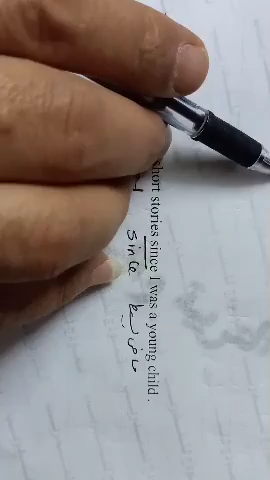 short stories since I was a young child.
since ماضي بسيط